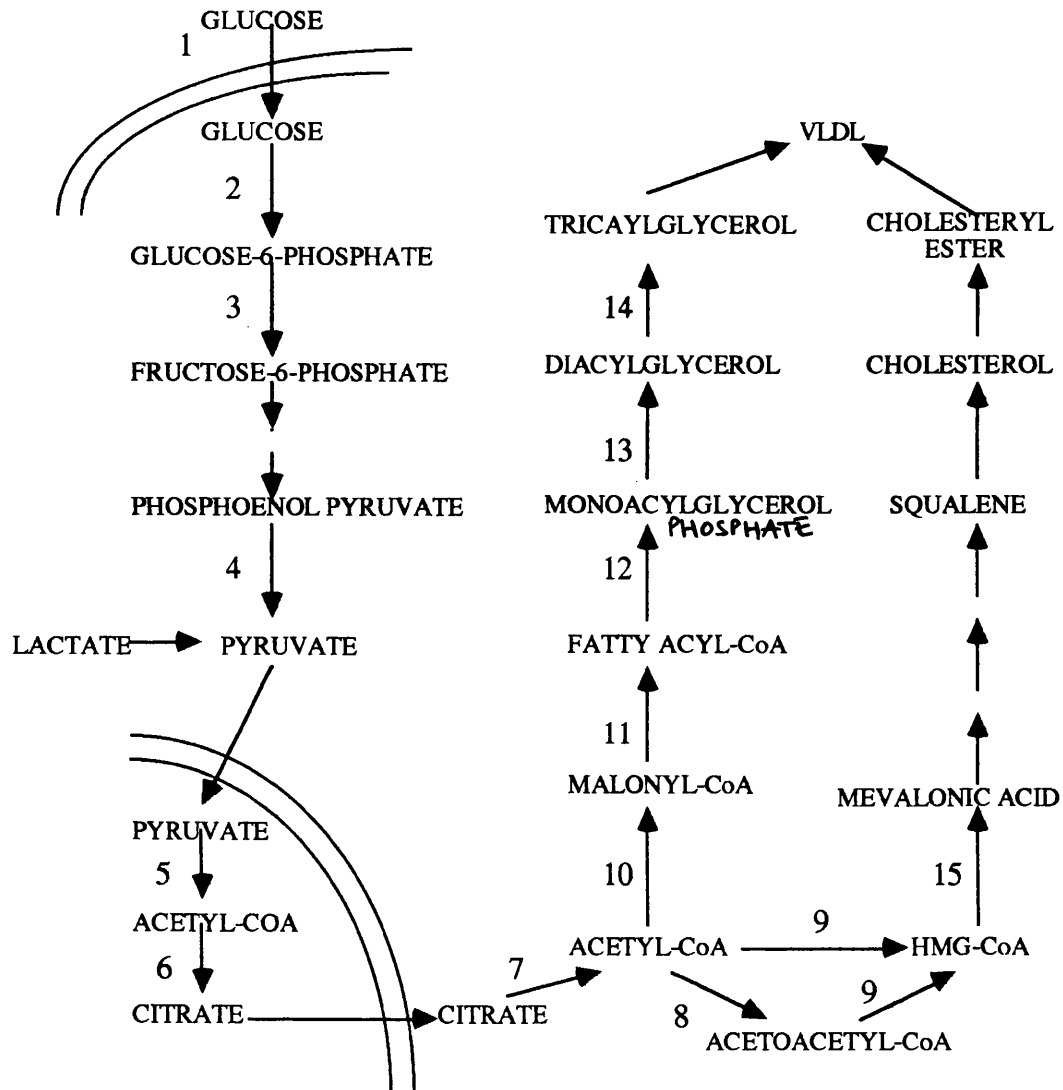 GLUCOSE
1
GLUCOSE
2
GLUCOSE-6-PHOSPHATE
3
FRUCTOSE-6-PHOSPHATE
PHOSPHOENOL PYRUVATE
4
LACTATE
PYRUVATE
PYRUVATE
5
ACETYL-COA
6
CITRATE
CITRATE
7
ACETYL-CoA
8
ACETOACETYL-CoA
9
9
HMG-CoA
10
MALONYL-CoA
11
FATTY ACYL-CoA
12
MONOACYLGLYCEROL
PHOSPHATE
13
DIACYLGLYCEROL
14
TRICAYLGLYCEROL
VLDL
15
MEVALONIC ACID
SQUALENE
CHOLESTEROL
CHOLESTERYL
ESTER